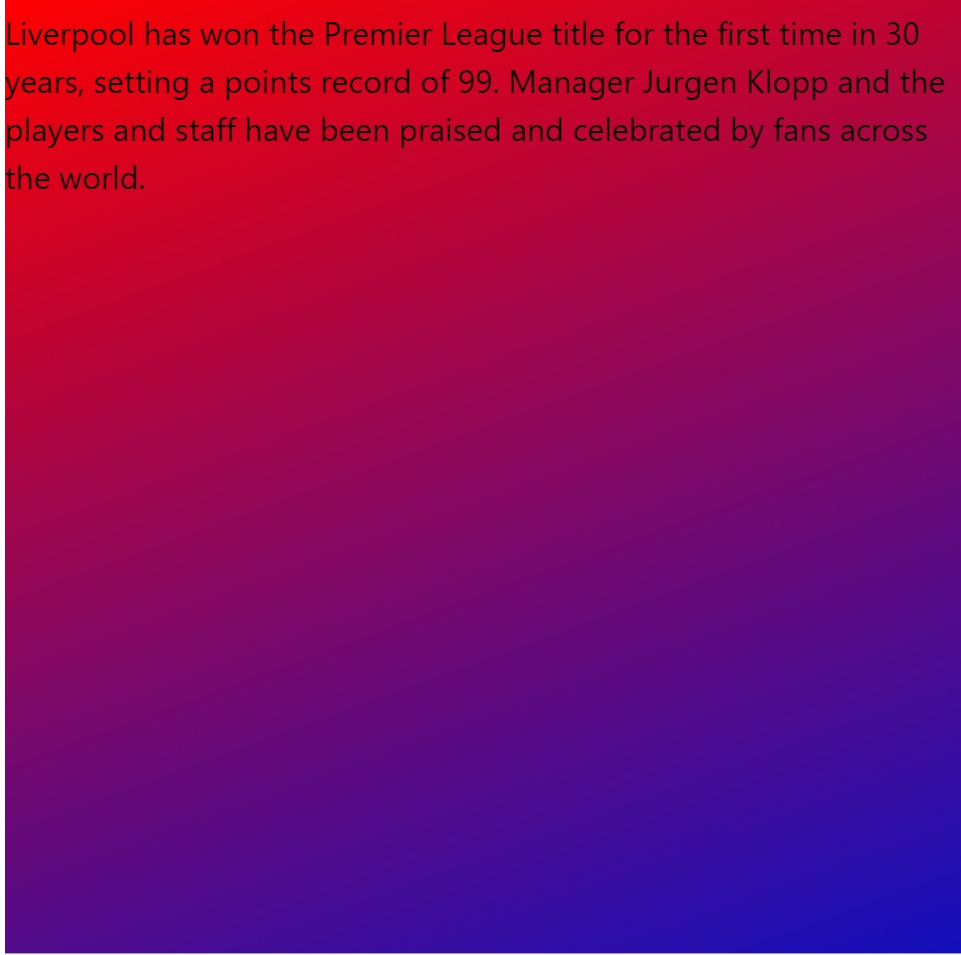 Liverpool has won the Premier League title for the first time in 30
years, setting a points record of 99. Manager Jurgen Klopp and the
players and staff have been praised and celebrated by fans across
the world.